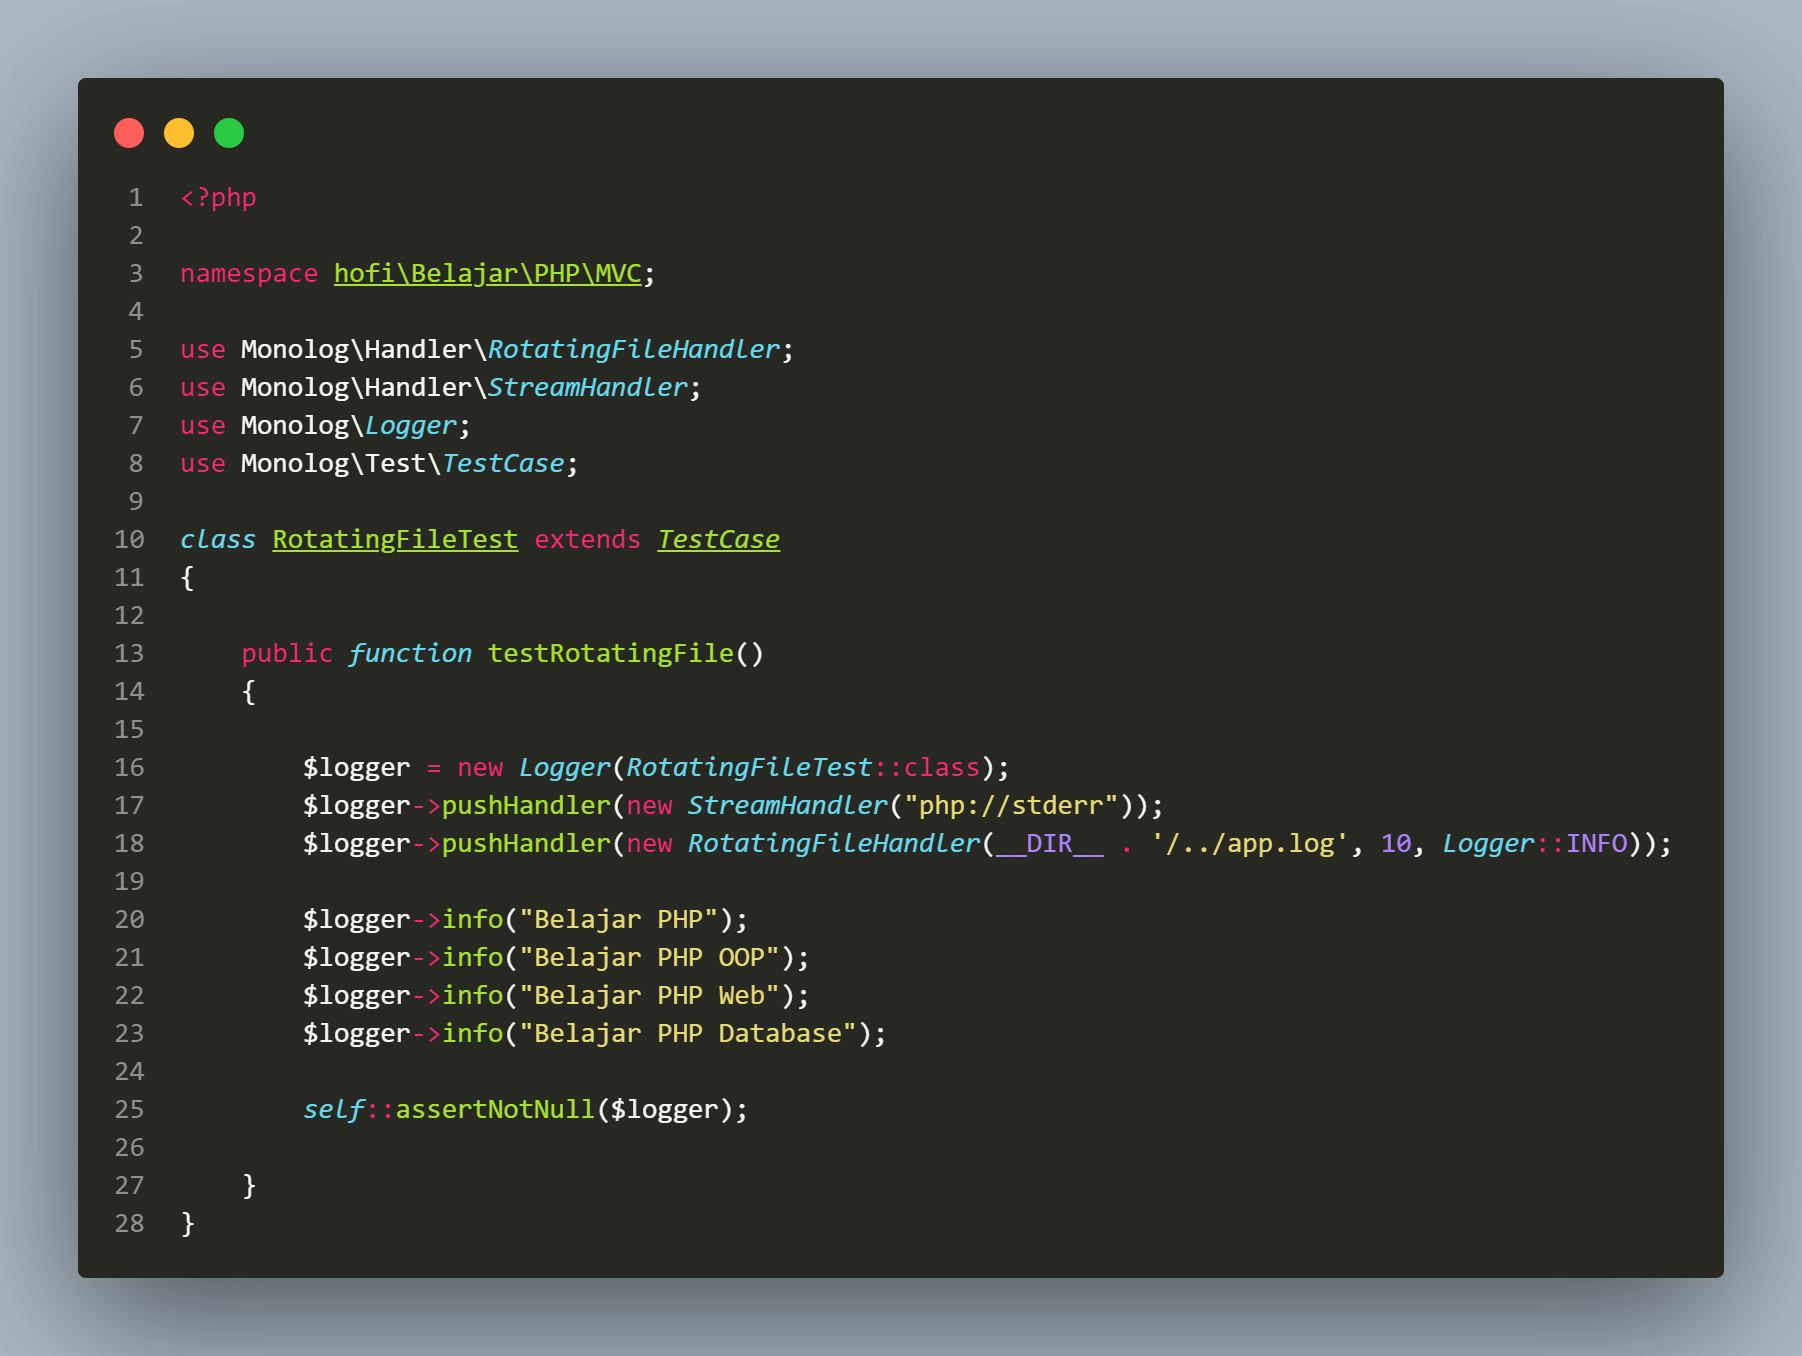 1 <?php
2
3 namespace hofi\Belajar\PHP\MVC;
4
5 use Monolog\Handler\RotatingFileHandler;
6 use Monolog\Handler\StreamHandler;
7 use Monolog\Logger;
8 use Monolog\Test\TestCase;
9
10 class RotatingFileTest extends TestCase
11 {
12
13     public function testRotatingFile()
14     {
15
16         $logger = new Logger(RotatingFileTest::class);
17         $logger->pushHandler(new StreamHandler("php://stderr"));
18         $logger->pushHandler(new RotatingFileHandler(__DIR__ . '/../app.log', 10, Logger::INFO));
19
20         $logger->info("Belajar PHP");
21         $logger->info("Belajar PHP OOP");
22         $logger->info("Belajar PHP Web");
23         $logger->info("Belajar PHP Database");
24
25         self::assertNotNull($logger);
26
27     }
28 }